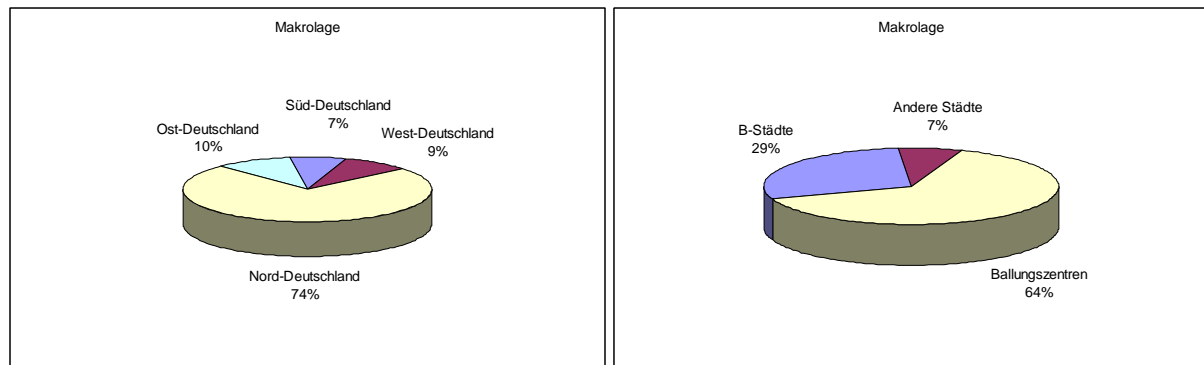 Makrolage
Süd-Deutschland
7%
Ost-Deutschland
10%
West-Deutschland
9%
Nord-Deutschland
74%
Makrolage
Andere Städte
7%
B-Städte
29%
Ballungszentren
64%